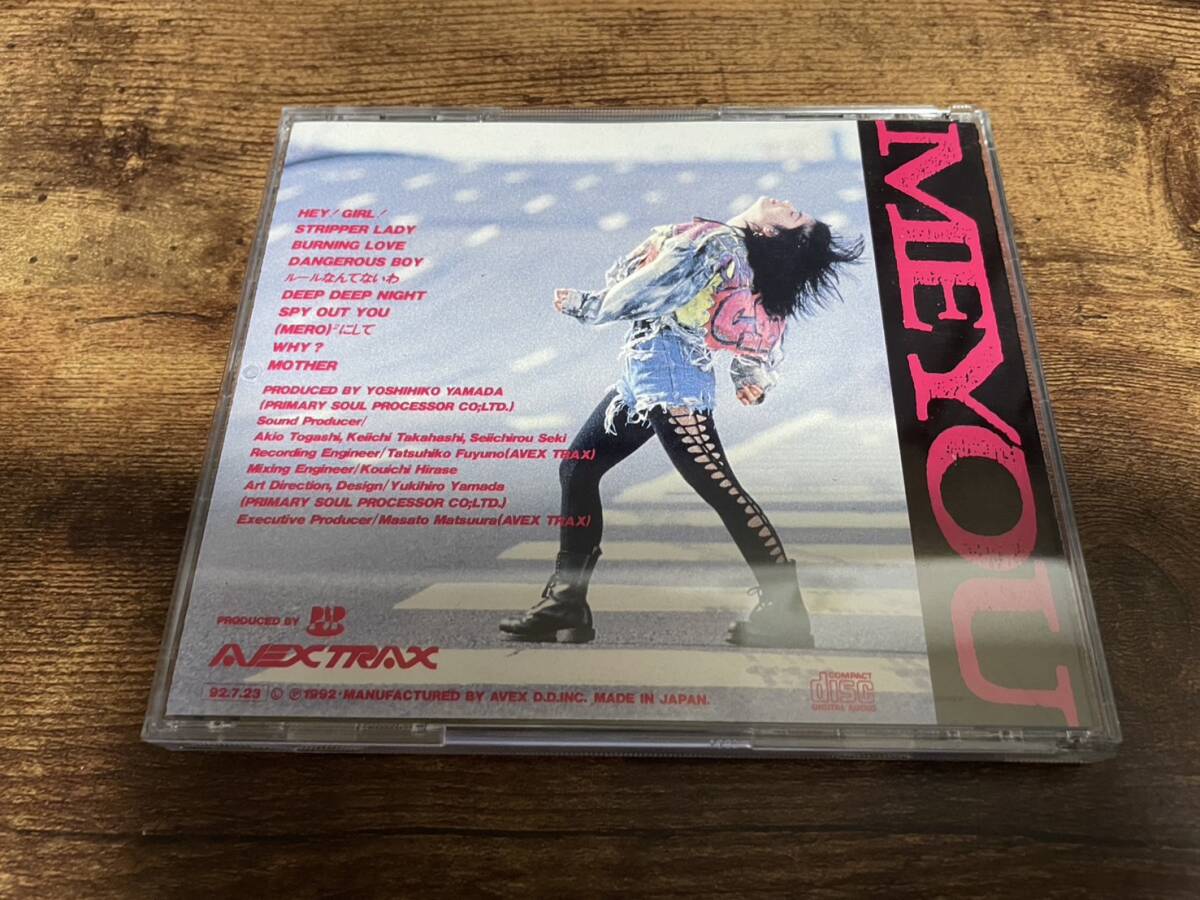 HEY! GIRL!
STRIPPER LADY
BURNING LOVE
DANGEROUS BOY
ルールなんてないわ
DEEP DEEP NIGHT
SPY OUT YOU
(MERO)²にして
WHY?
MOTHER
PRODUCED BY YOSHIHIKO YAMADA
(PRIMARY SOUL PROCESSOR CO;LTD.)
Sound Producer/
Akio Togashi, Keiichi Takahashi, Seiichirou Seki
Recording Engineer/Tatsuhiko Fuyuno(AVEX TRAX)
Mixing Engineer/Kouichi Hirase
Art Direction, Design/Yukihiro Yamada
(PRIMARY SOUL PROCESSOR CO;LTD.)
Executive Producer/Masato Matsuura(AVEX TRAX)
PRODUCED BY
AVEX TRAX
92.7.23 © ℗1992·MANUFACTURED BY AVEX D.D.INC. MADE IN JAPAN.
COMPACT
disc
DIGITAL AUDIO
MEYOU